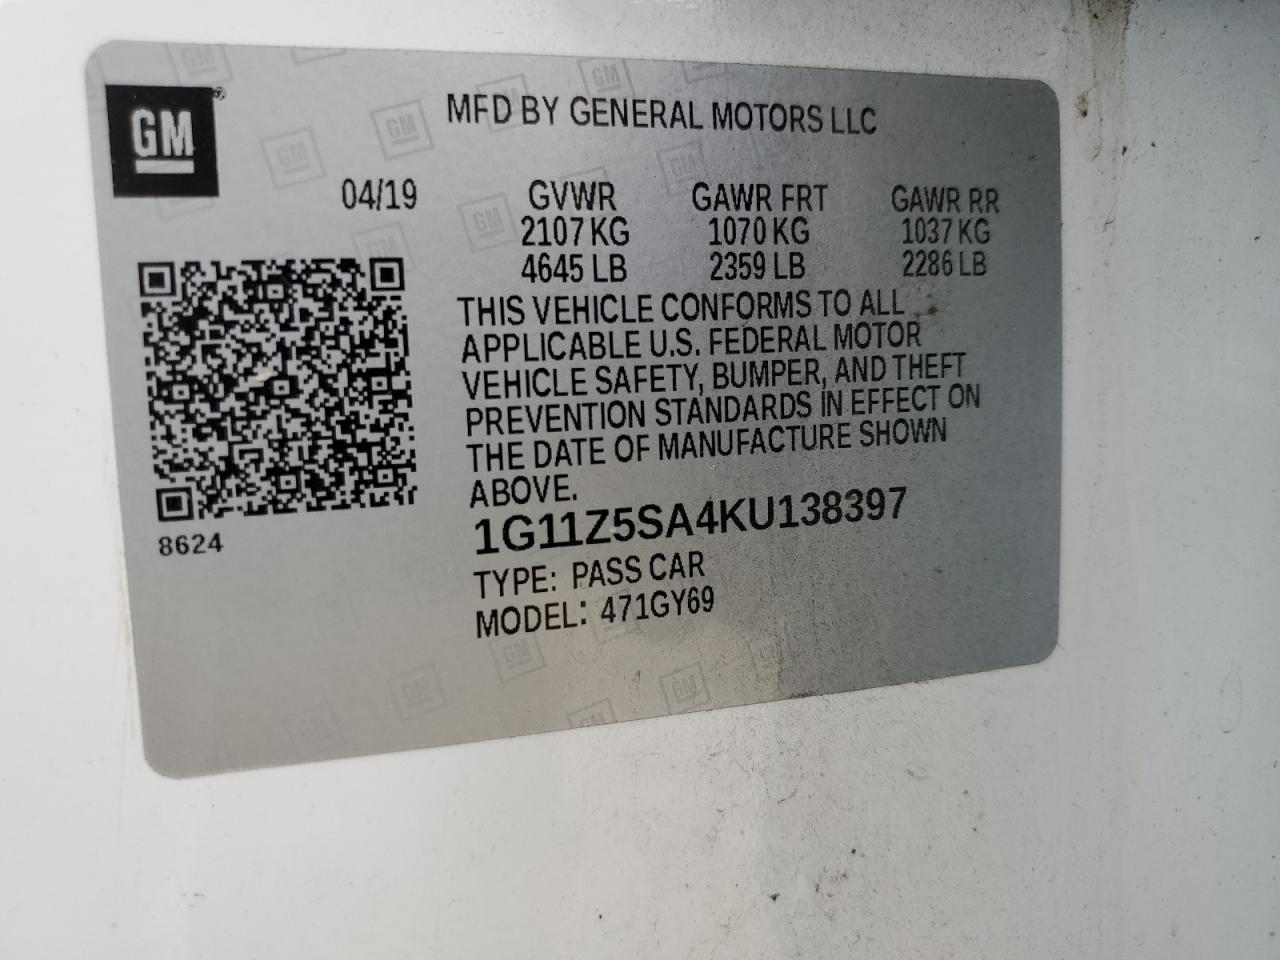 MFD BY GENERAL MOTORS LLC
GM
04/19 GVWR GAWR FRT GAWR RR
2107 KG 1070 KG 1037 KG
4645 LB 2359 LB 2286 LB
THIS VEHICLE CONFORMS TO ALL
APPLICABLE U.S. FEDERAL MOTOR
VEHICLE SAFETY, BUMPER, AND THEFT
PREVENTION STANDARDS IN EFFECT ON
THE DATE OF MANUFACTURE SHOWN
ABOVE.
8624
1G11Z5SA4KU138397
TYPE: PASS CAR
MODEL: 471GY69